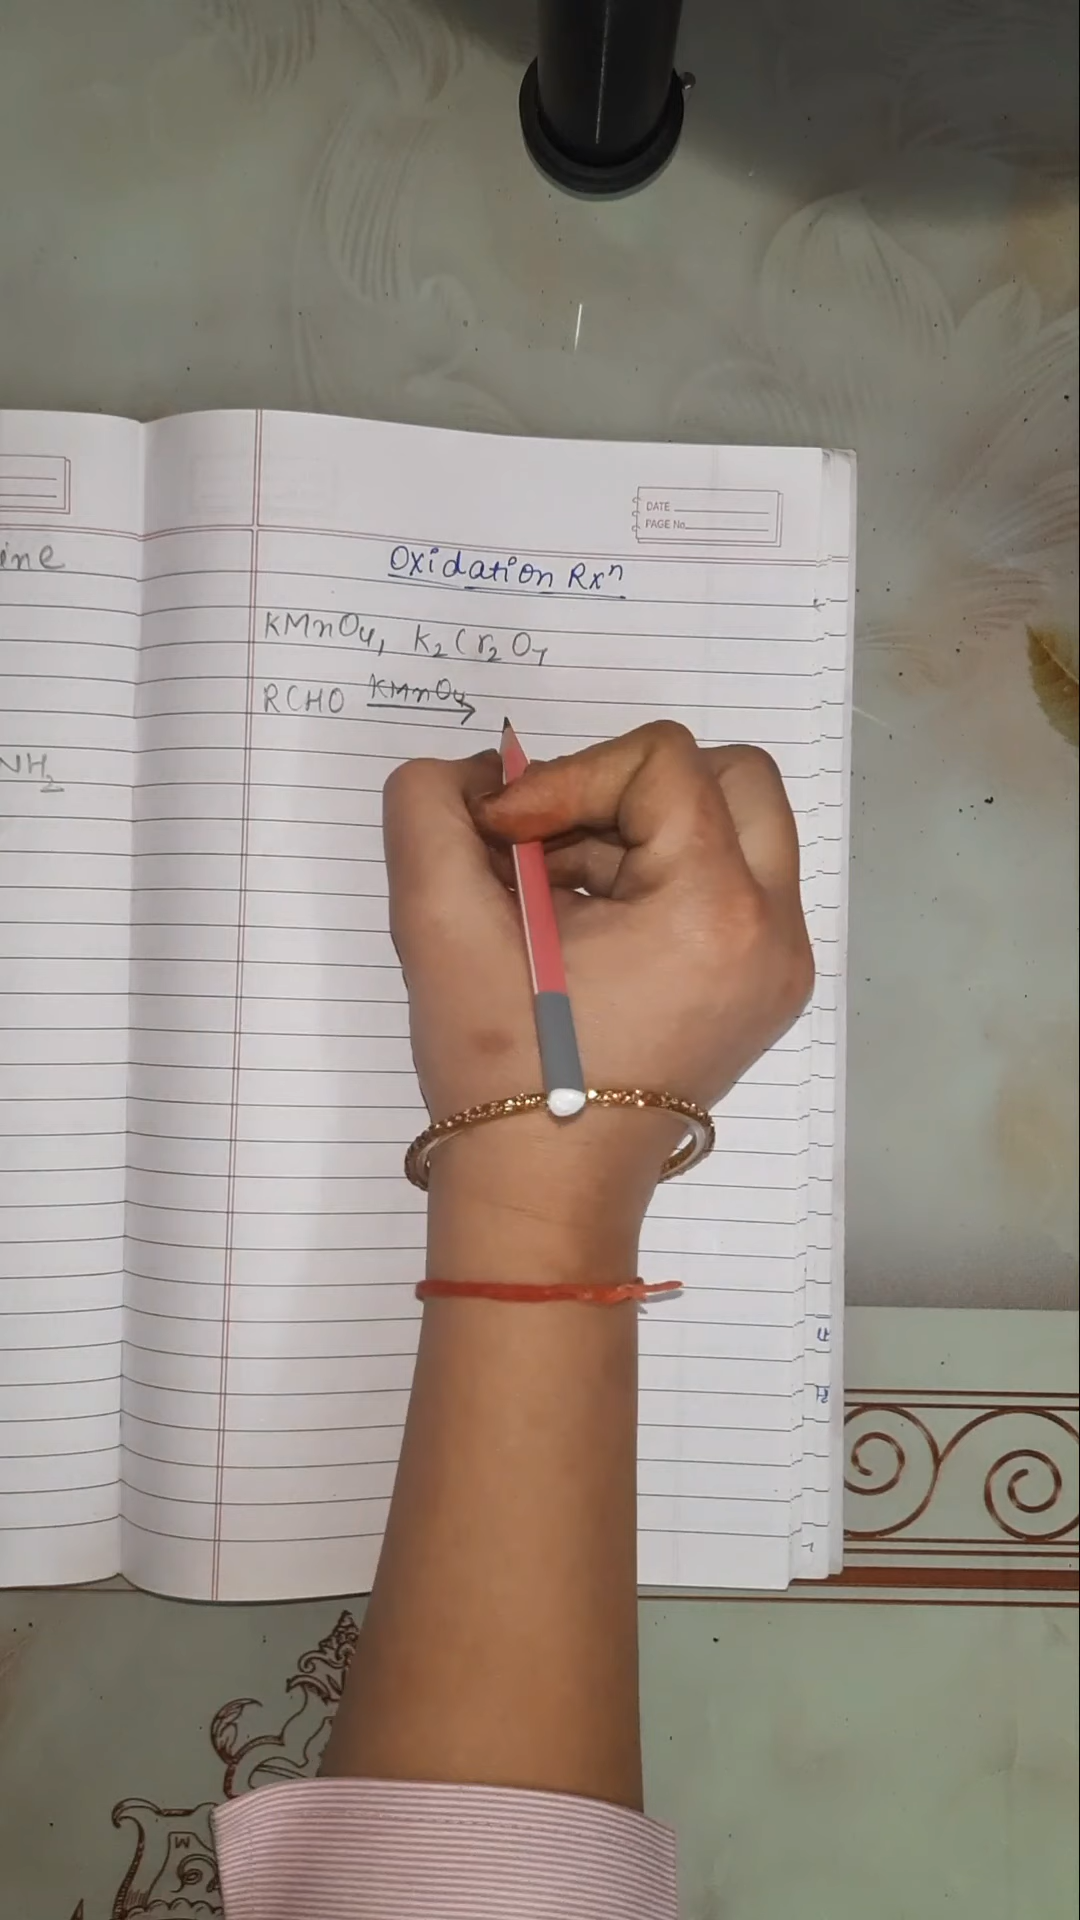 ine
NH₂
DATE
PAGE No.
Oxidation Rxⁿ
KMnO₄, K₂Cr₂O₇
RCHO KMnO₄ →